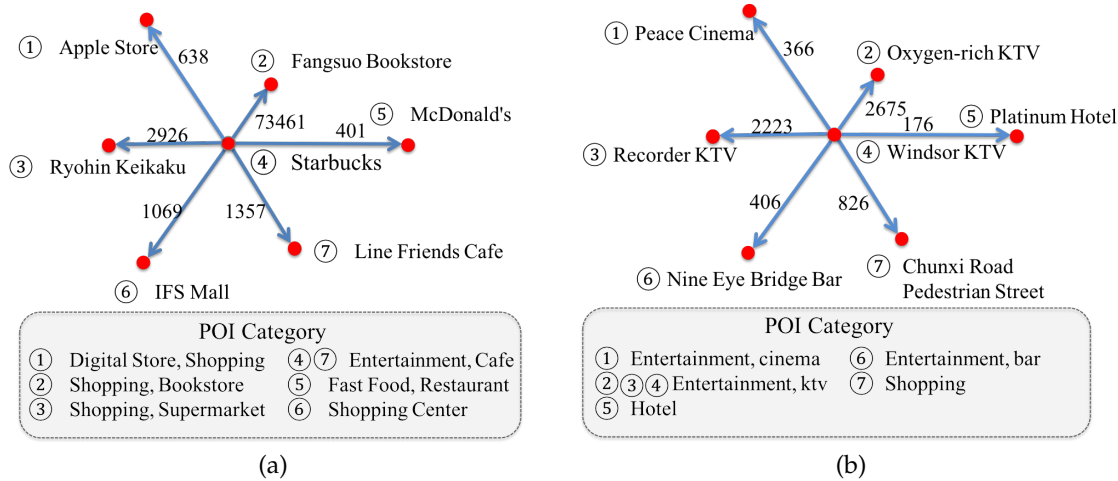 ① Apple Store
638
② Fangsuo Bookstore
73461
⑤ McDonald's
401
2926
③ Ryohin Keikaku
④ Starbucks
1069
1357
⑦ Line Friends Cafe
⑥ IFS Mall
POI Category
① Digital Store, Shopping
④⑦ Entertainment, Cafe
② Shopping, Bookstore
⑤ Fast Food, Restaurant
③ Shopping, Supermarket
⑥ Shopping Center
(a)
① Peace Cinema
366
② Oxygen-rich KTV
2675
⑤ Platinum Hotel
176
2223
③ Recorder KTV
④ Windsor KTV
406
826
⑥ Nine Eye Bridge Bar
⑦ Chunxi Road
Pedestrian Street
POI Category
① Entertainment, cinema
⑥ Entertainment, bar
②③④ Entertainment, ktv
⑦ Shopping
⑤ Hotel
(b)